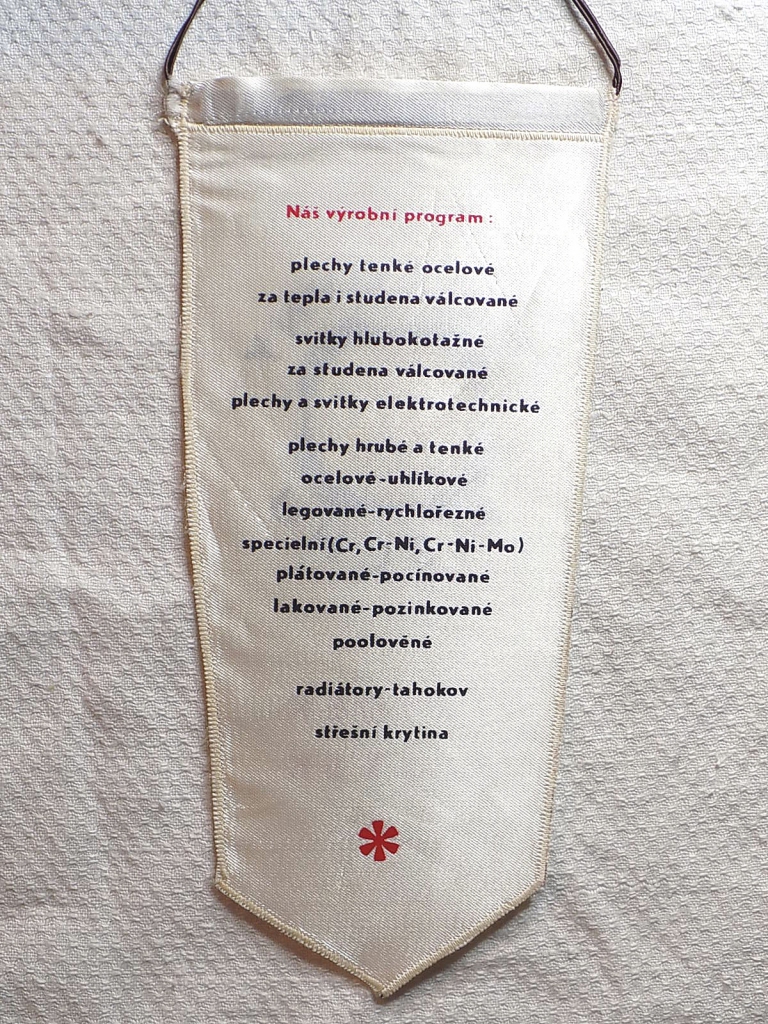 Náš výrobní program :
plechy tenké ocelové
za tepla i studena válcované
svitky hlubokotažné
za studena válcované
plechy a svitky elektrotechnické
plechy hrubé a tenké
ocelové-uhlíkové
legované-rychlořezné
specielní (Cr, Cr-Ni, Cr-Ni-Mo)
plátované-pocínované
lakované-pozinkované
poolověné
radiátory-tahokov
střešní krytina